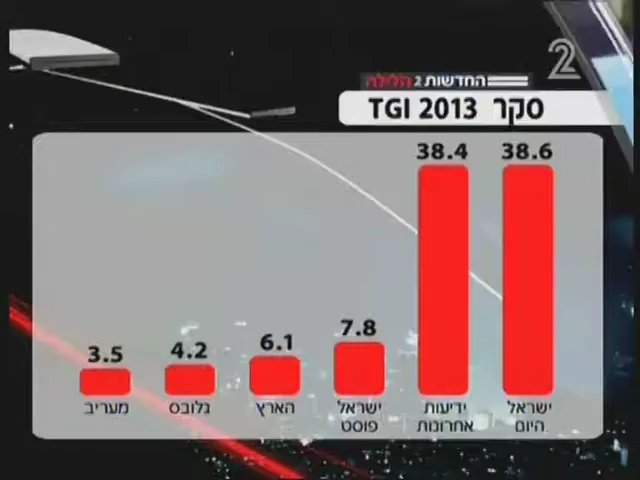 2
החדשות 2 הלילה
סקר TGI 2013
38.6
38.4
7.8
6.1
4.2
3.5
ישראל
היום
ידיעות
אחרונות
ישראל
פוסט
הארץ
גלובס
מעריב